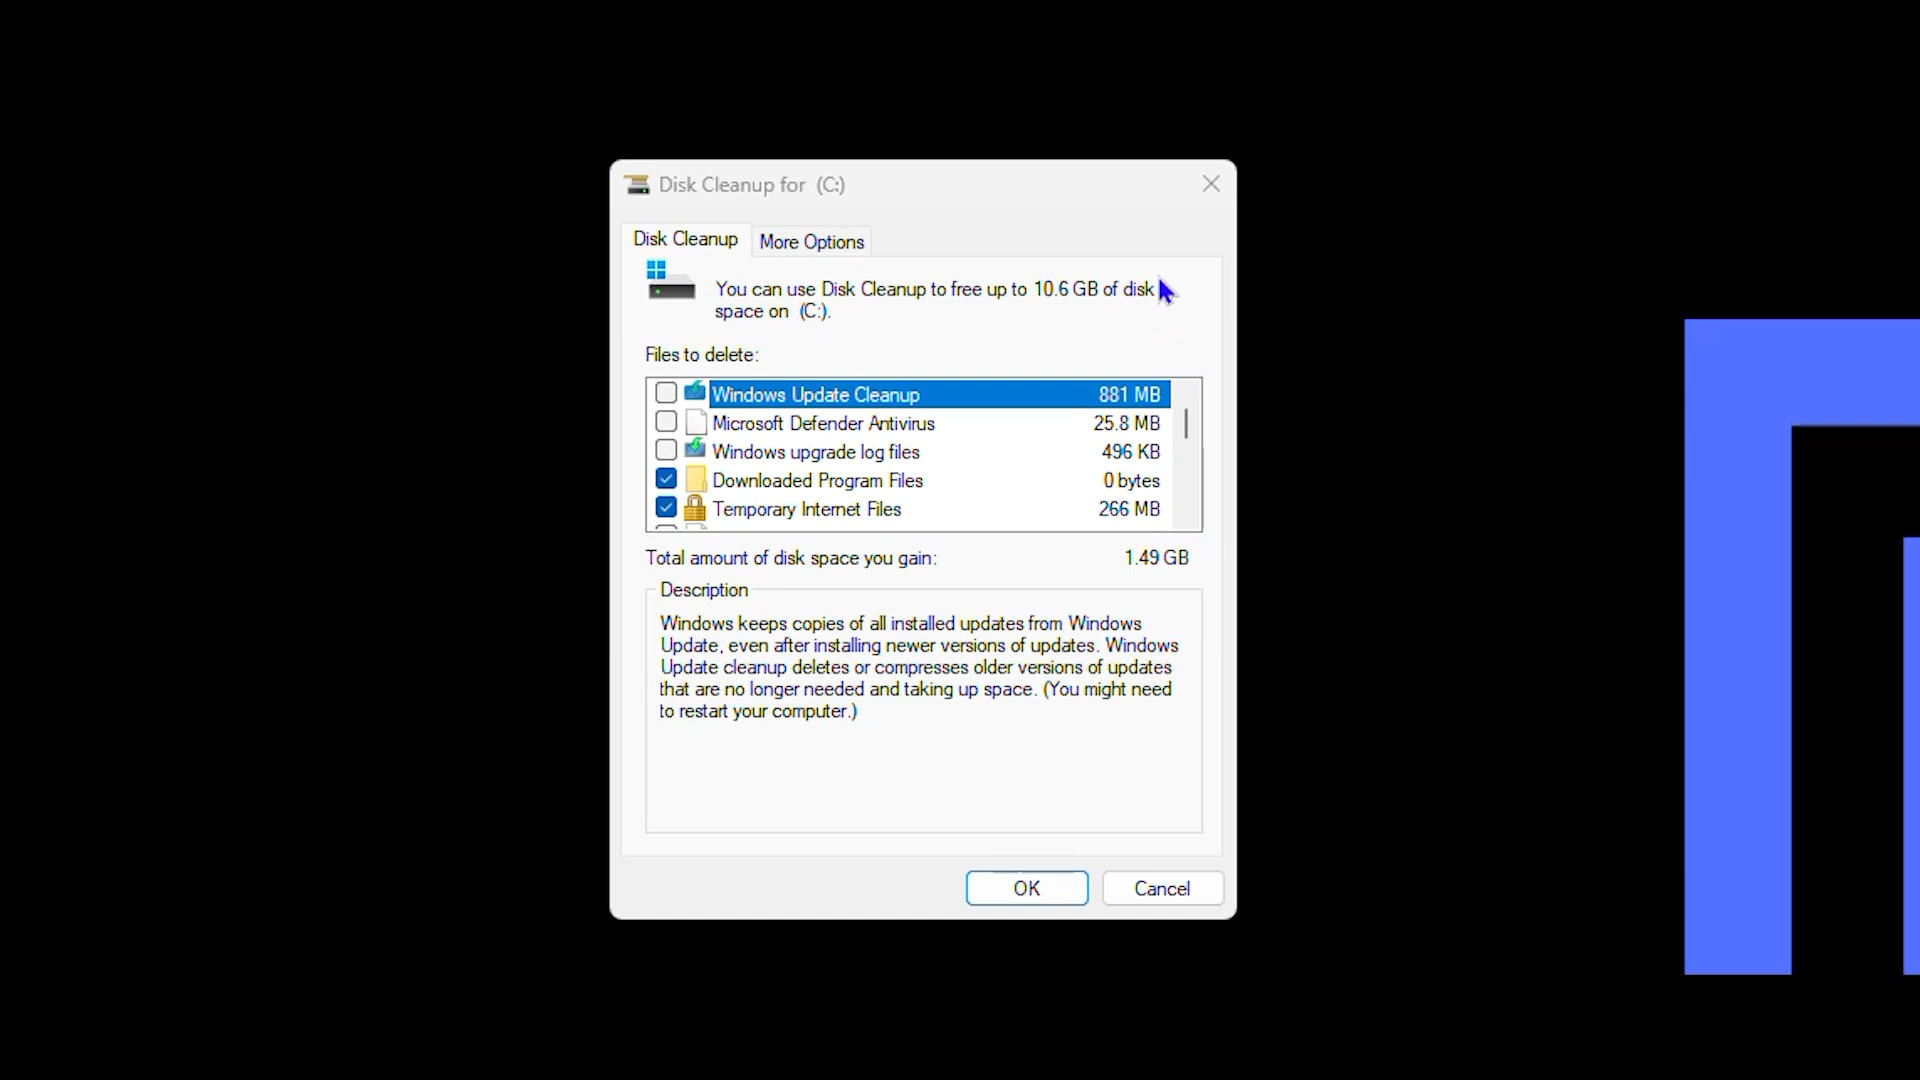 Disk Cleanup for (C:)
Disk Cleanup
More Options
You can use Disk Cleanup to free up to 10.6 GB of disk
space on (C:).
Files to delete:
Windows Update Cleanup 881 MB
Microsoft Defender Antivirus 25.8 MB
Windows upgrade log files 496 KB
Downloaded Program Files 0 bytes
Temporary Internet Files 266 MB
Total amount of disk space you gain: 1.49 GB
Description
Windows keeps copies of all installed updates from Windows
Update, even after installing newer versions of updates. Windows
Update cleanup deletes or compresses older versions of updates
that are no longer needed and taking up space. (You might need
to restart your computer.)
OK
Cancel